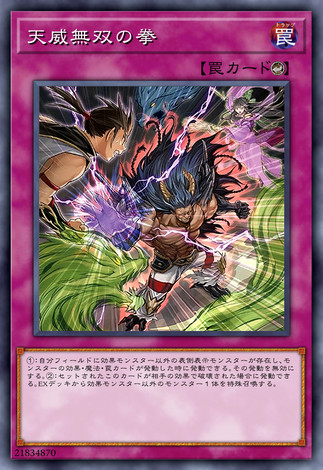 天威無双の拳
トラップ
罠
【罠カード】
①：自分フィールドに効果モンスター以外の表側表示モンスターが存在し、モ
ンスターの効果・魔法・罠カードが発動した時に発動できる。その発動を無効に
する。②：セットされたこのカードが相手の効果で破壊された場合に発動でき
る。EXデッキから効果モンスター以外のモンスター１体を特殊召喚する。
21834870